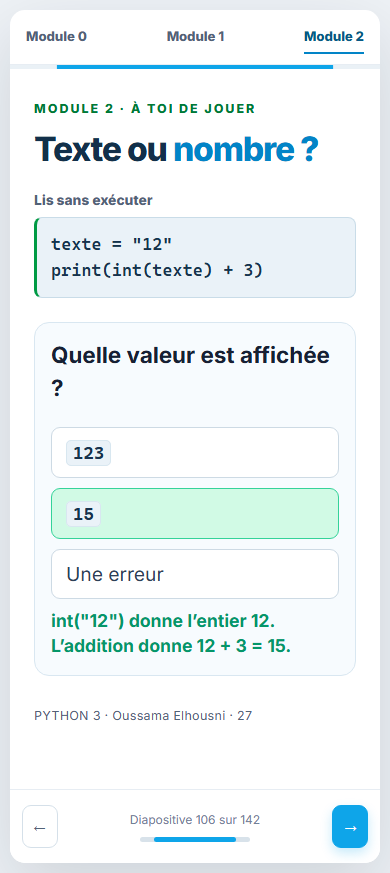 Module 0 Module 1 Module 2
MODULE 2 · À TOI DE JOUER
Texte ou nombre ?
Lis sans exécuter
texte = "12"
print(int(texte) + 3)
Quelle valeur est affichée
?
123
15
Une erreur
int("12") donne l’entier 12.
L’addition donne 12 + 3 = 15.
PYTHON 3 · Oussama Elhousni · 27
← Diapositive 106 sur 142 →